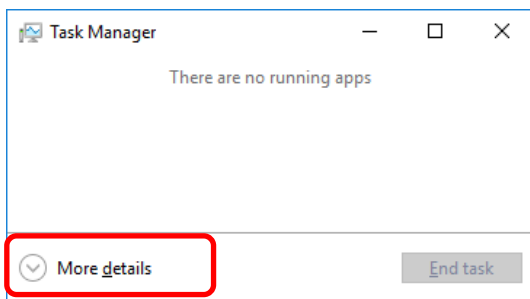 Task Manager
There are no running apps
More details
End task